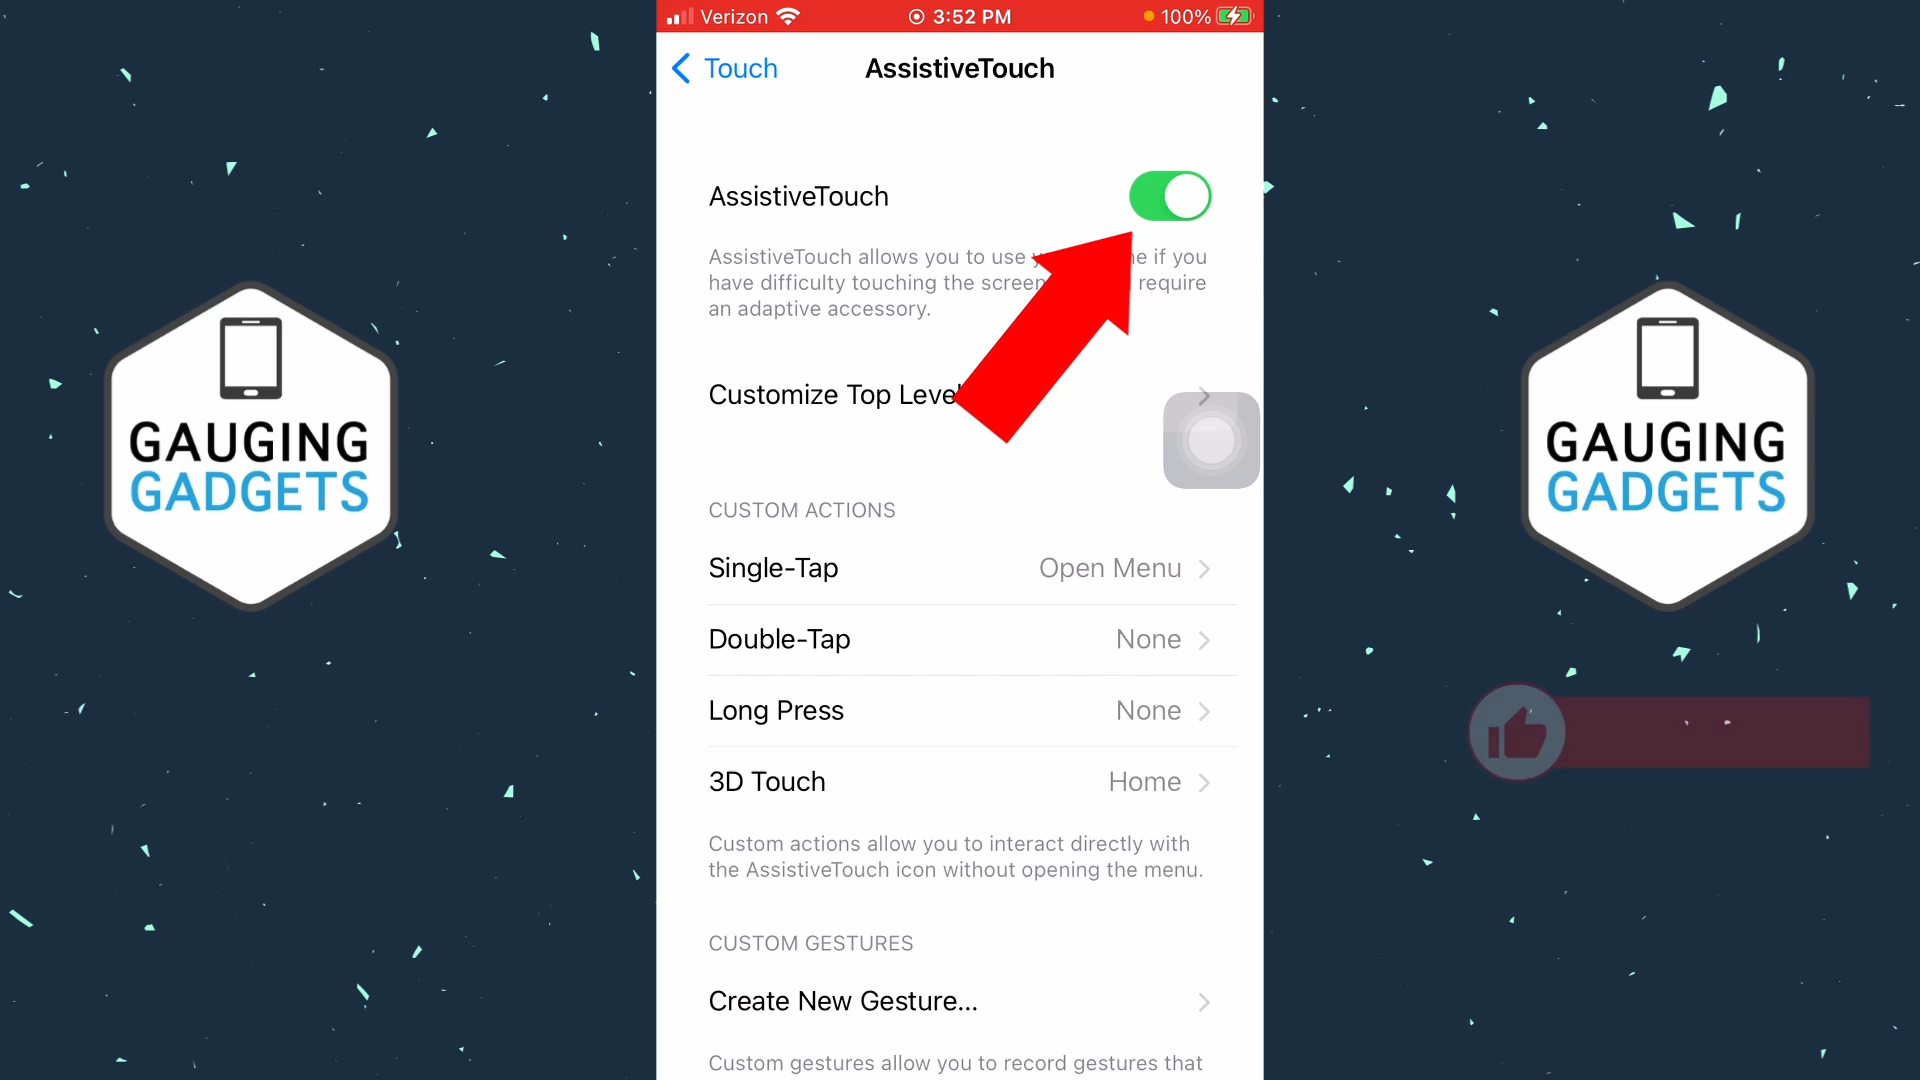 Verizon
3:52 PM
100%
Touch
AssistiveTouch
AssistiveTouch
AssistiveTouch allows you to use if you
have difficulty touching the screen require
an adaptive accessory.
Customize Top Level
CUSTOM ACTIONS
Single-Tap Open Menu
Double-Tap None
Long Press None
3D Touch Home
Custom actions allow you to interact directly with
the AssistiveTouch icon without opening the menu.
CUSTOM GESTURES
Create New Gesture...
Custom gestures allow you to record gestures that
GAUGING
GADGETS
GAUGING
GADGETS